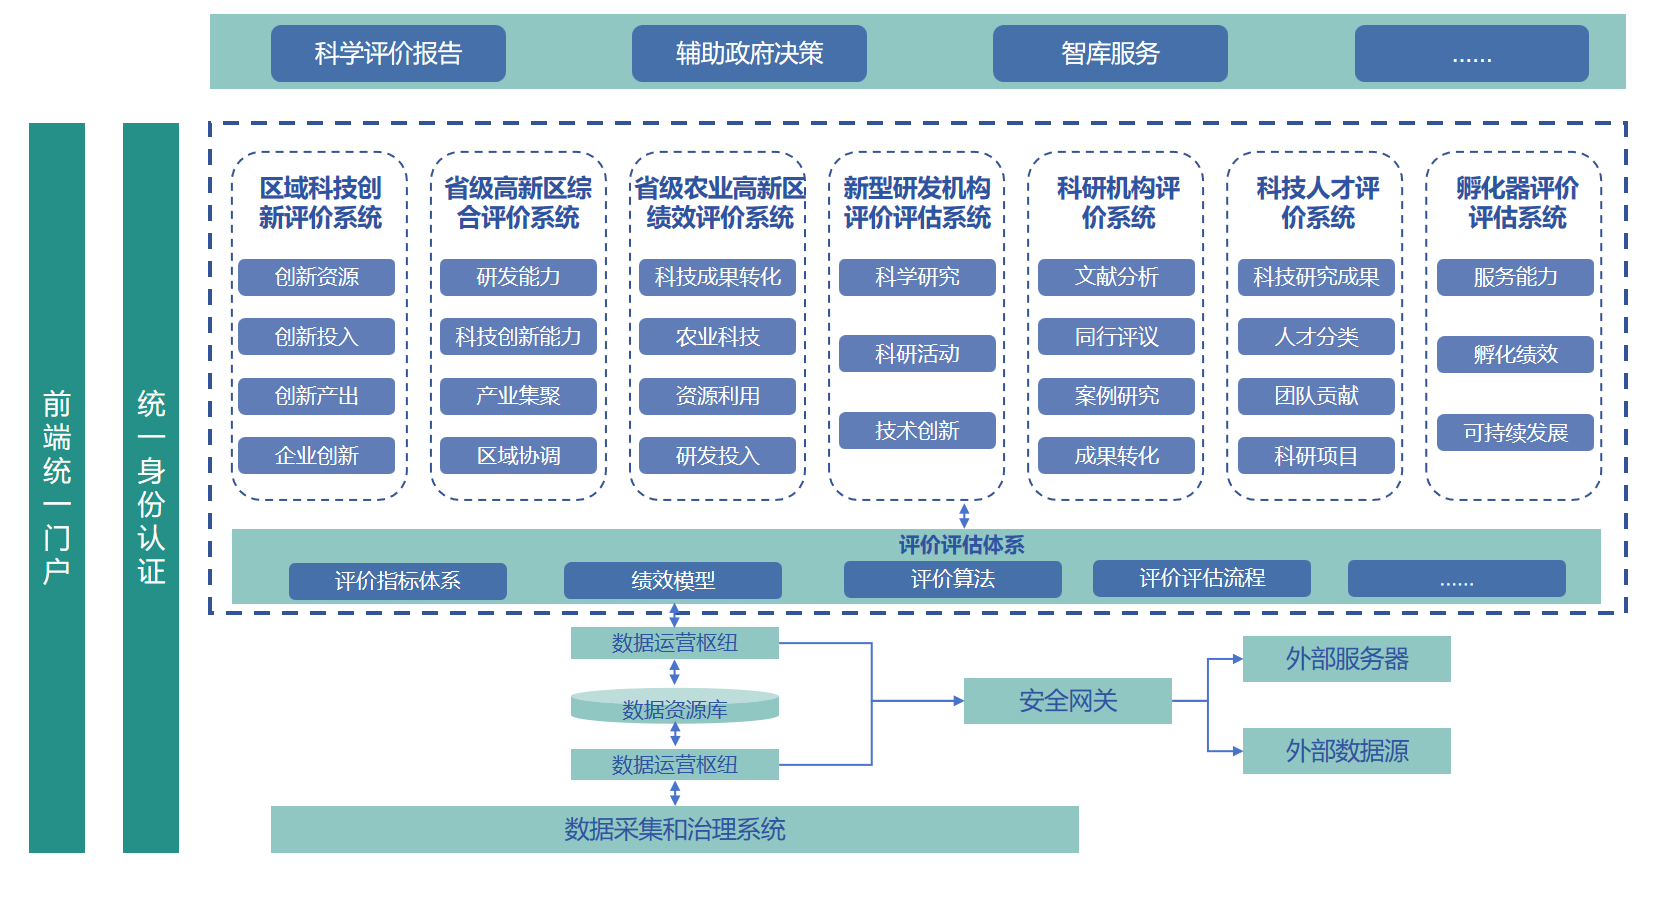 科学评价报告
辅助政府决策
智库服务
......
前端统一门户
统一身份认证
区域科技创
新评价系统
创新资源
创新投入
创新产出
企业创新
省级高新区综
合评价系统
研发能力
科技创新能力
产业集聚
区域协调
省级农业高新区
绩效评价系统
科技成果转化
农业科技
资源利用
研发投入
新型研发机构
评价评估系统
科学研究
科研活动
技术创新
科研机构评
价系统
文献分析
同行评议
案例研究
成果转化
科技人才评
价系统
科技研究成果
人才分类
团队贡献
科研项目
孵化器评价
评估系统
服务能力
孵化绩效
可持续发展
评价评估体系
评价指标体系
绩效模型
评价算法
评价评估流程
......
数据运营枢纽
数据资源库
数据运营枢纽
数据采集和治理系统
安全网关
外部服务器
外部数据源